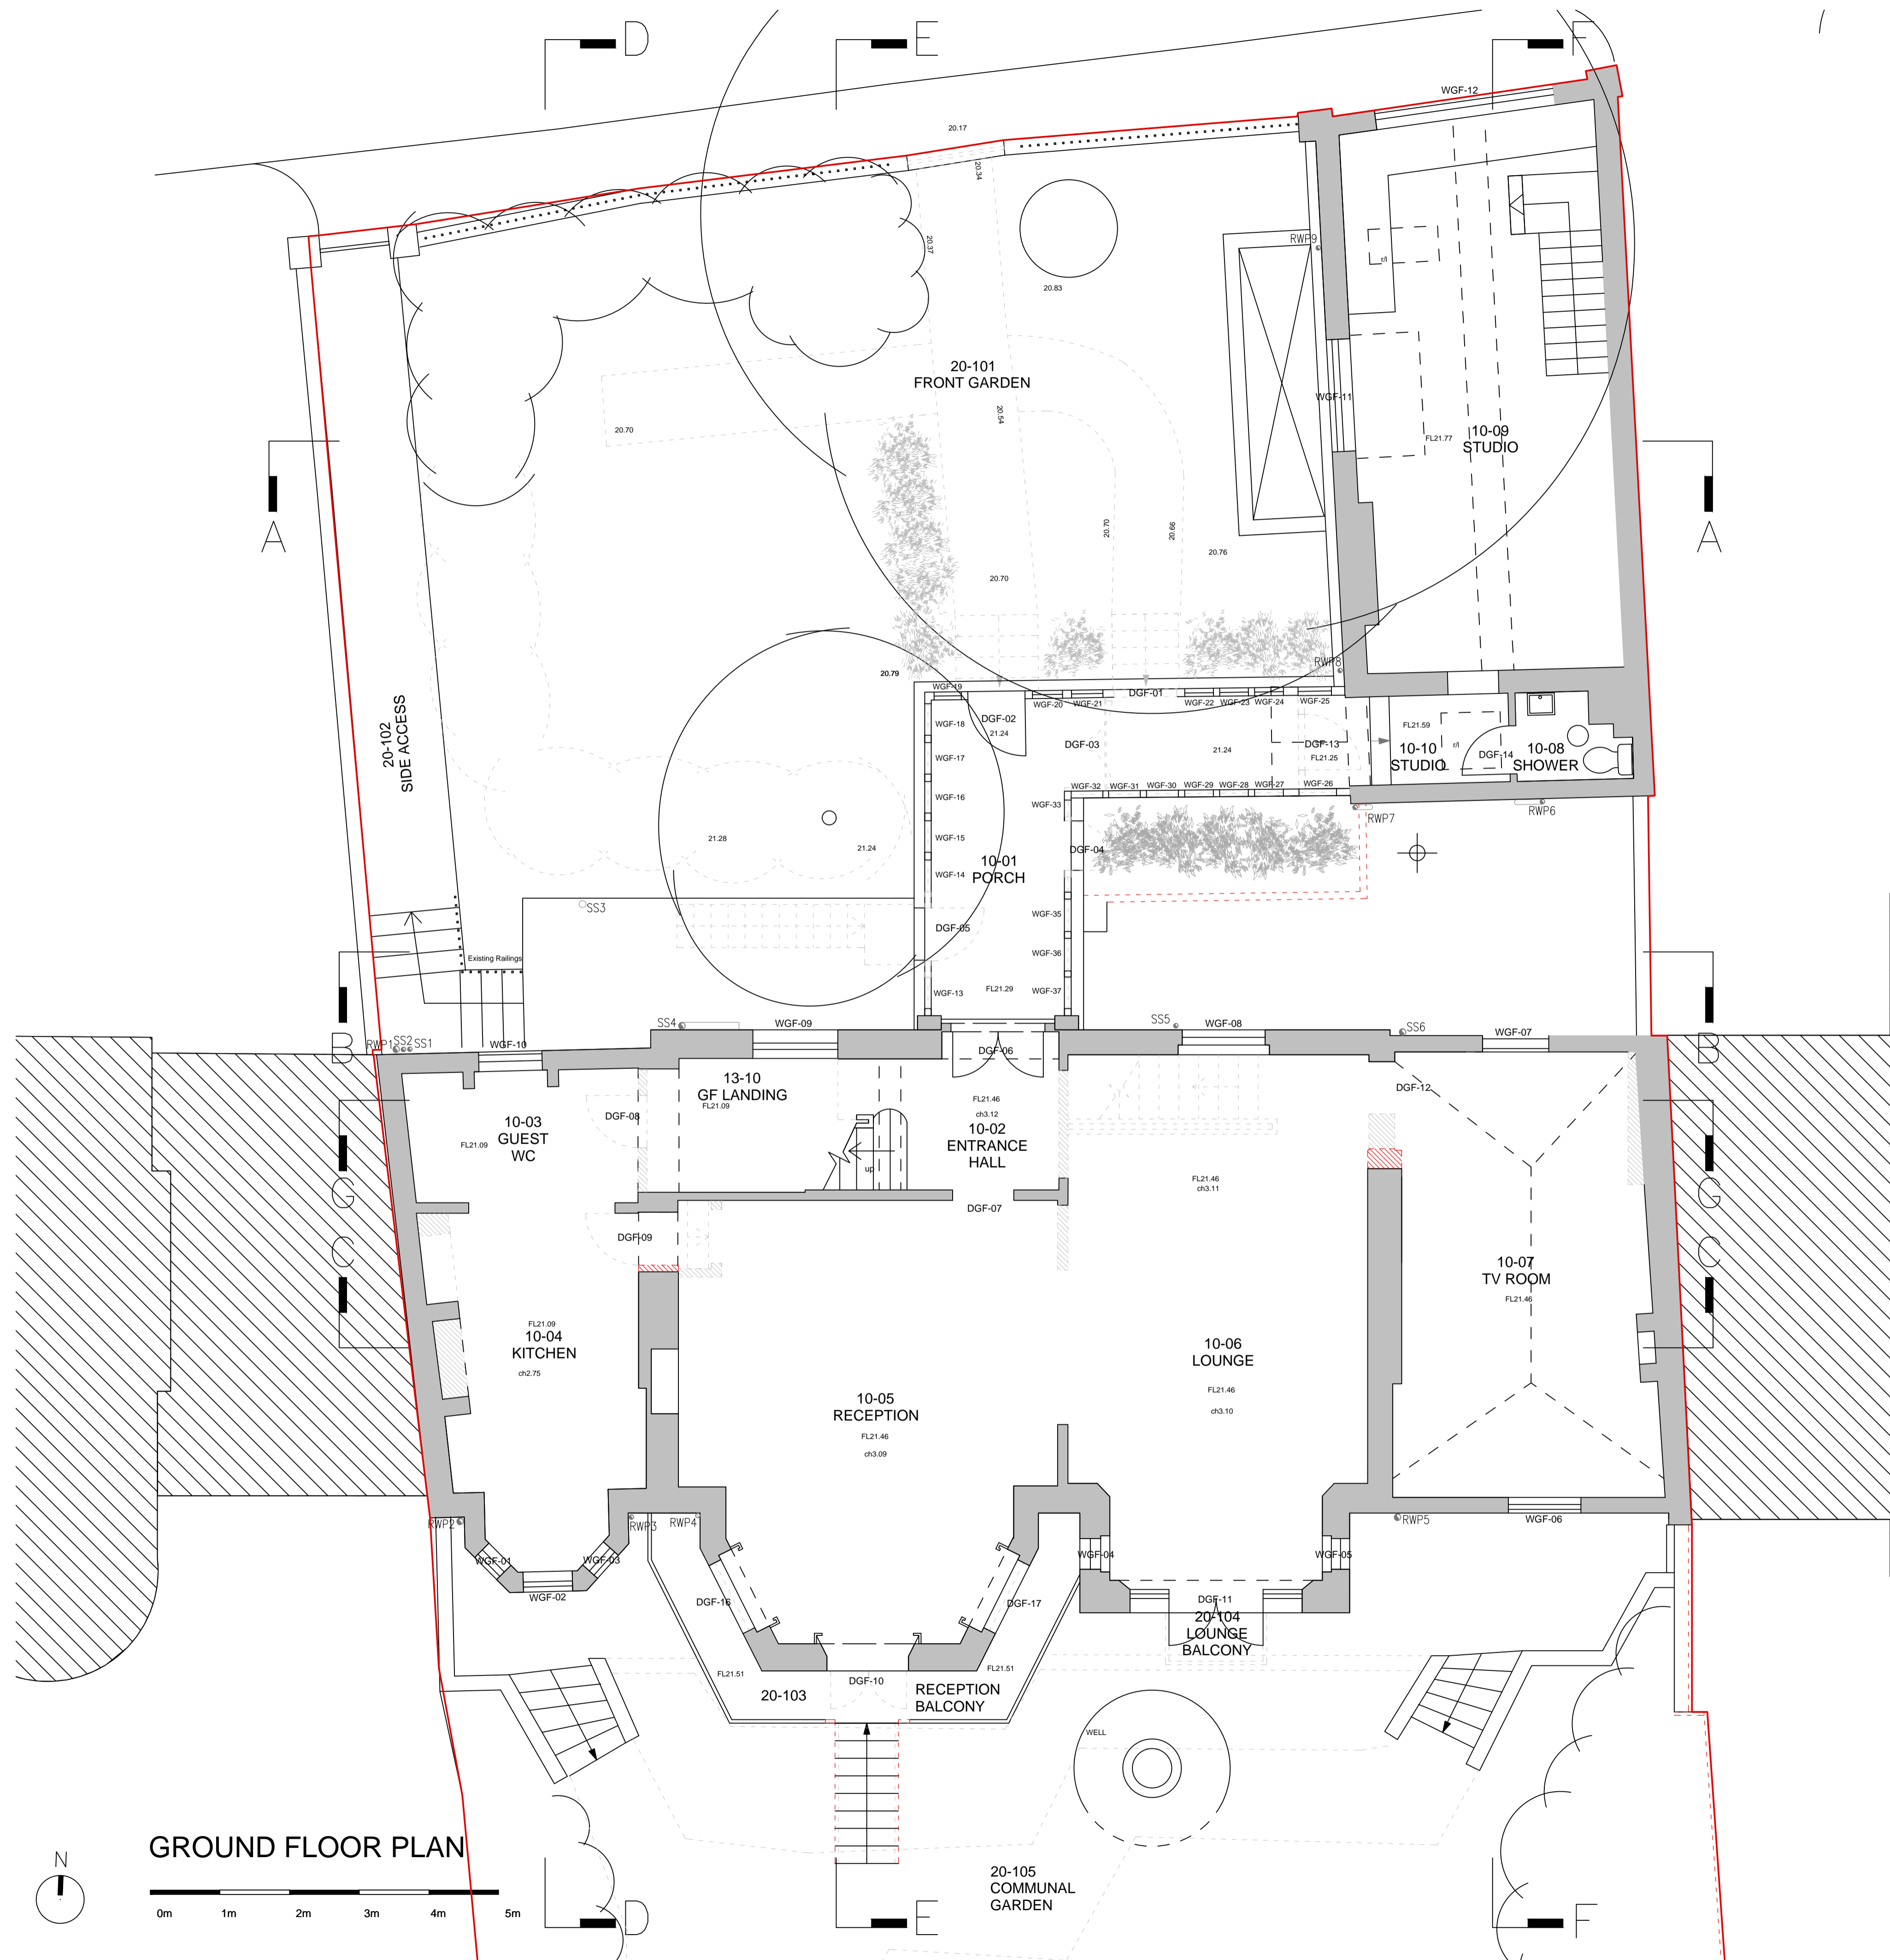 D
E
F
WGF-12
20.17
20.34
20.37
RWP9
r/l
20.83
20-101
FRONT GARDEN
WGF-11
20.54
20.70
FL21.77
10-09
STUDIO
A
A
20.70
20.66
20.76
20.70
RWP8
20.79
WGF-19
DGF-01
WGF-20
WGF-21
WGF-22
WGF-23
WGF-24
WGF-25
WGF-18
DGF-02
21.24
20-102
SIDE ACCESS
DGF-03
21.24
DGF-13
FL21.25
FL21.59
10-10
STUDIO
r/l
DGF-14
10-08
SHOWER
WGF-17
WGF-16
WGF-32
WGF-31
WGF-30
WGF-29
WGF-28
WGF-27
WGF-26
WGF-33
RWP7
RWP6
21.28
21.24
WGF-15
DGF-04
10-01
PORCH
WGF-14
SS3
WGF-35
DGF-05
Existing Railings
WGF-36
WGF-13
FL21.29
WGF-37
SS4
WGF-09
SS5
WGF-08
SS6
WGF-07
B
RWP1
SS2
SS1
WGF-10
DGF-06
B
13-10
GF LANDING
FL21.09
DGF-12
FL21.46
ch3.12
10-02
ENTRANCE
HALL
DGF-08
10-03
GUEST
WC
FL21.09
up
G
FL21.46
ch3.11
G
DGF-07
DGF-09
C
C
10-07
TV ROOM
FL21.46
FL21.09
10-04
KITCHEN
ch2.75
10-06
LOUNGE
FL21.46
ch3.10
10-05
RECEPTION
FL21.46
ch3.09
RWP2
RWP3
RWP4
RWP5
WGF-06
WGF-01
WGF-03
WGF-02
WGF-04
WGF-05
DGF-16
DGF-17
DGF-11
20-104
LOUNGE
BALCONY
FL21.51
FL21.51
DGF-10
20-103
RECEPTION
BALCONY
WELL
GROUND FLOOR PLAN
N
0m
1m
2m
3m
4m
5m
20-105
COMMUNAL
GARDEN
D
E
F